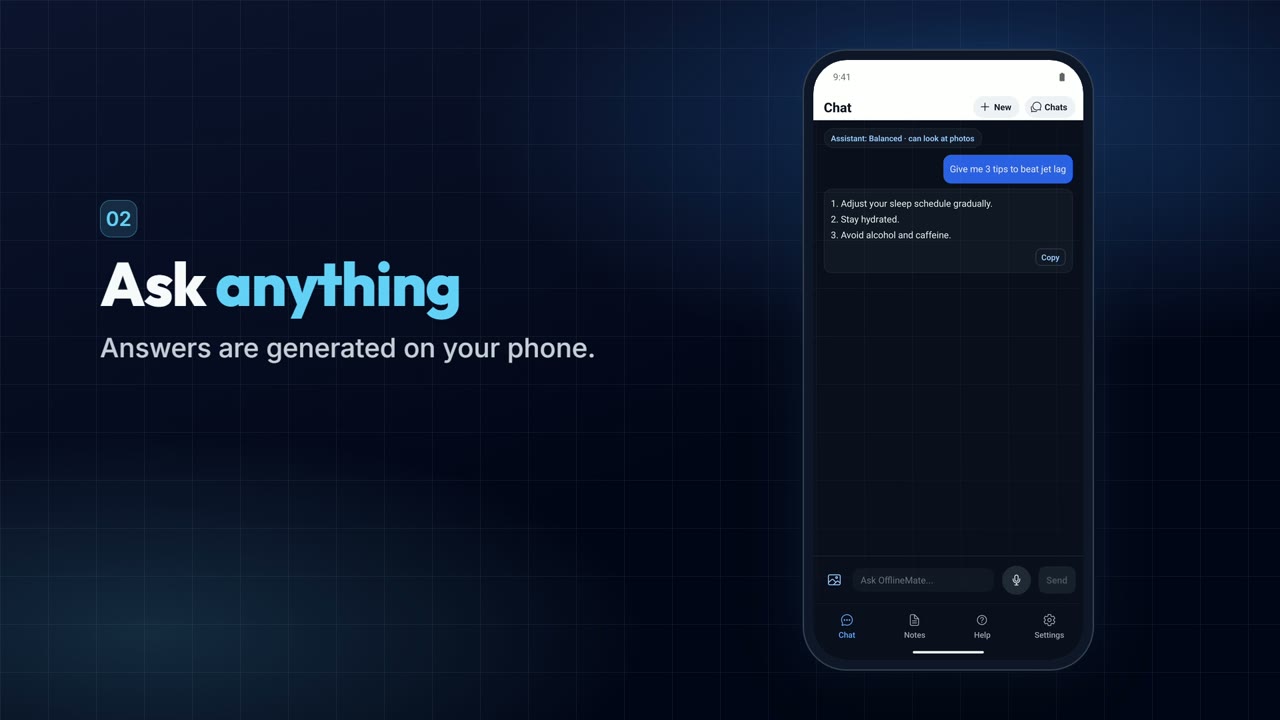 02
Ask anything
Answers are generated on your phone.
9:41
Chat
New
Chats
Assistant: Balanced · can look at photos
Give me 3 tips to beat jet lag
1. Adjust your sleep schedule gradually.
2. Stay hydrated.
3. Avoid alcohol and caffeine.
Copy
Ask OfflineMate...
Send
Chat
Notes
Help
Settings